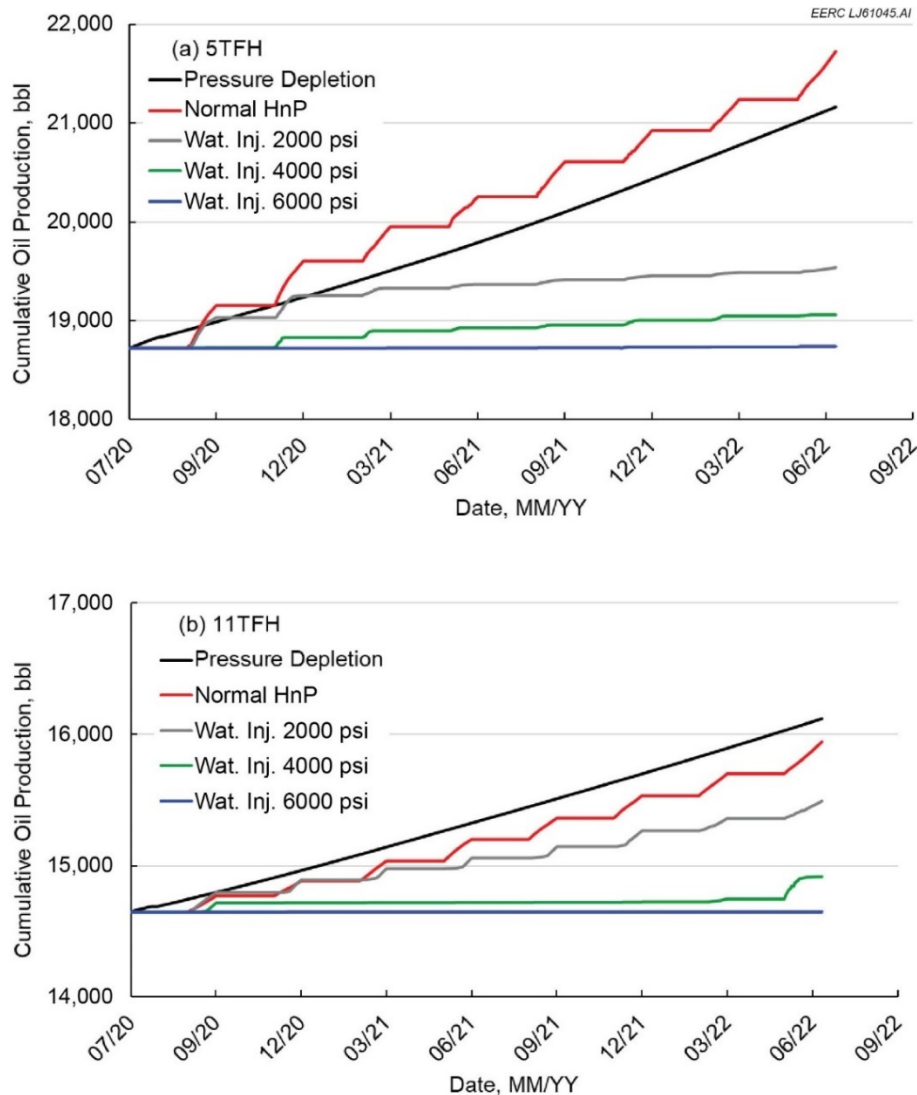 EERC LJ61045.AI
22,000
21,000
20,000
19,000
18,000
Cumulative Oil Production, bbl
(a) 5TFH
Pressure Depletion
Normal HnP
Wat. Inj. 2000 psi
Wat. Inj. 4000 psi
Wat. Inj. 6000 psi
07/20
09/20
12/20
03/21
06/21
09/21
12/21
03/22
06/22
09/22
Date, MM/YY
17,000
16,000
15,000
14,000
Cumulative Oil Production, bbl
(b) 11TFH
Pressure Depletion
Normal HnP
Wat. Inj. 2000 psi
Wat. Inj. 4000 psi
Wat. Inj. 6000 psi
07/20
09/20
12/20
03/21
06/21
09/21
12/21
03/22
06/22
09/22
Date, MM/YY